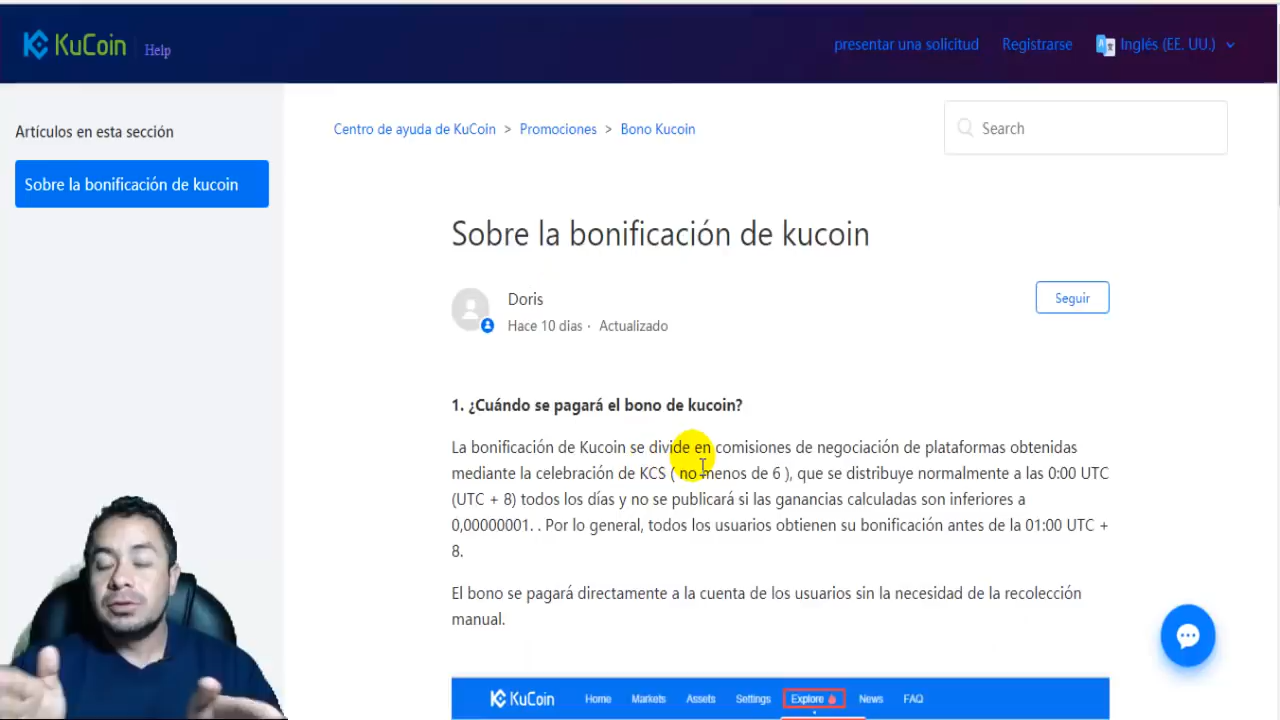 KuCoin Help
presentar una solicitud Registrarse Inglés (EE. UU.)
Artículos en esta sección
Sobre la bonificación de kucoin
Centro de ayuda de KuCoin > Promociones > Bono Kucoin
Search
Sobre la bonificación de kucoin
Doris
Hace 10 dias · Actualizado
Seguir
1. ¿Cuándo se pagará el bono de kucoin?
La bonificación de Kucoin se divide en comisiones de negociación de plataformas obtenidas
mediante la celebración de KCS ( no menos de 6 ), que se distribuye normalmente a las 0:00 UTC
(UTC + 8) todos los días y no se publicará si las ganancias calculadas son inferiores a
0,00000001. . Por lo general, todos los usuarios obtienen su bonificación antes de la 01:00 UTC +
8.
El bono se pagará directamente a la cuenta de los usuarios sin la necesidad de la recolección
manual.
KuCoin Home Markets Assets Settings Explore News FAQ